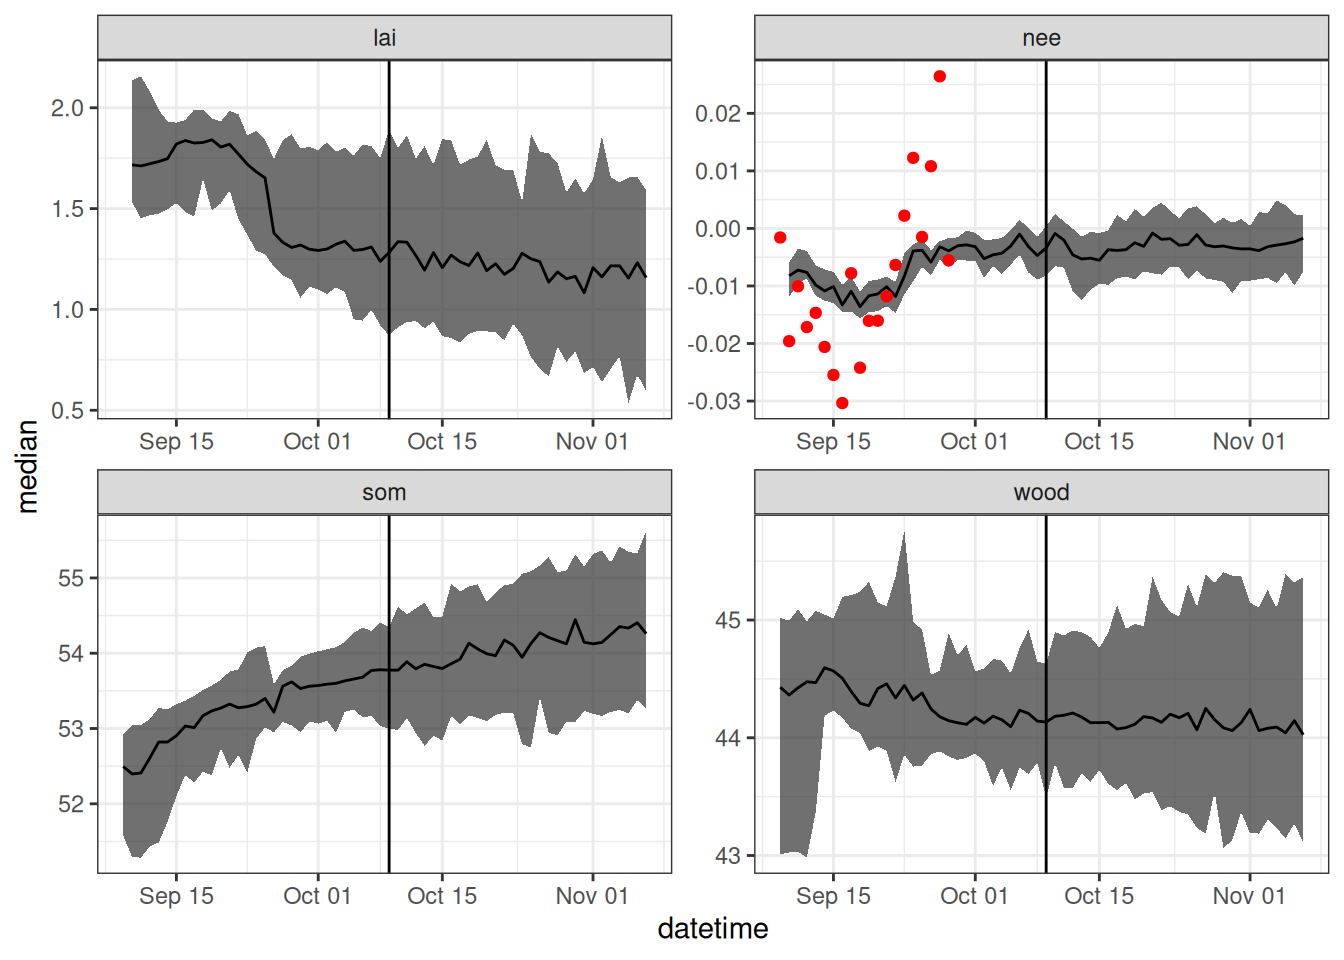 lai
nee
2.0
1.5
1.0
0.5
0.02
0.01
0.00
-0.01
-0.02
-0.03
Sep 15 Oct 01 Oct 15 Nov 01
Sep 15 Oct 01 Oct 15 Nov 01
median
som
wood
55
54
53
52
45
44
43
Sep 15 Oct 01 Oct 15 Nov 01
Sep 15 Oct 01 Oct 15 Nov 01
datetime